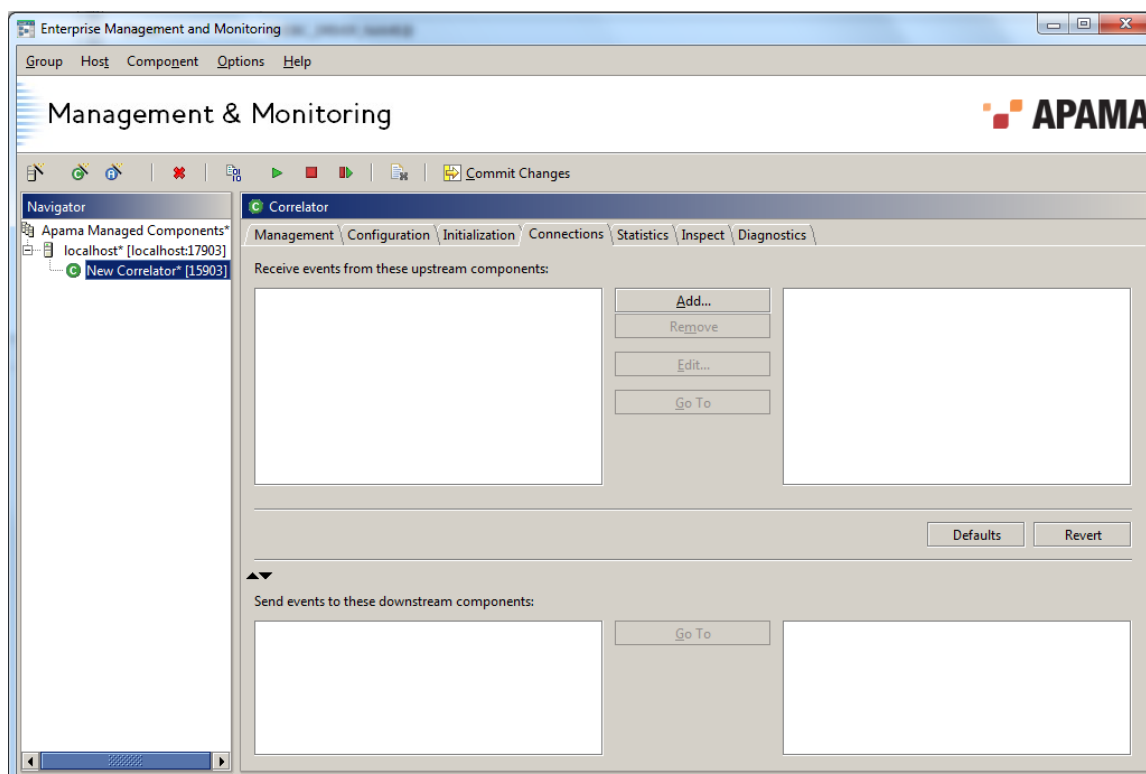 Enterprise Management and Monitoring
Group Host Component Options Help
Management & Monitoring
APAMA
Commit Changes
Navigator
Correlator
Apama Managed Components*
localhost* [localhost:17903]
New Correlator* [15903]
Management Configuration Initialization Connections Statistics Inspect Diagnostics
Receive events from these upstream components:
Add...
Remove
Edit...
Go To
Defaults Revert
Send events to these downstream components:
Go To